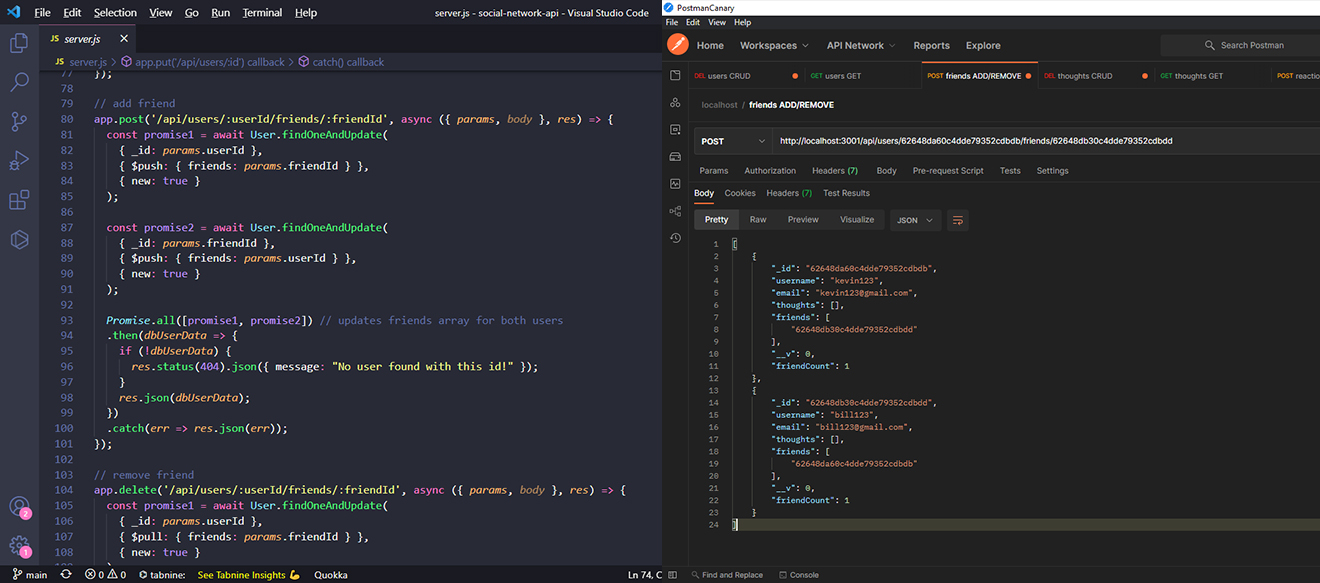 File Edit Selection View Go Run Terminal Help server.js - social-network-api - Visual Studio Code
JS server.js
JS server.js > app.put('/api/users/:id') callback > catch() callback
77 });
78
79 // add friend
80 app.post('/api/users/:userId/friends/:friendId', async ({ params, body }, res) => {
81 const promise1 = await User.findOneAndUpdate(
82 { _id: params.userId },
83 { $push: { friends: params.friendId } },
84 { new: true }
85 );
86
87 const promise2 = await User.findOneAndUpdate(
88 { _id: params.friendId },
89 { $push: { friends: params.userId } },
90 { new: true }
91 );
92
93 Promise.all([promise1, promise2]) // updates friends array for both users
94 .then(dbUserData => {
95 if (!dbUserData) {
96 res.status(404).json({ message: "No user found with this id!" });
97 }
98 res.json(dbUserData);
99 })
100 .catch(err => res.json(err));
101 });
102
103 // remove friend
104 app.delete('/api/users/:userId/friends/:friendId', async ({ params, body }, res) => {
105 const promise1 = await User.findOneAndUpdate(
106 { _id: params.userId },
107 { $pull: { friends: params.friendId } },
108 { new: true }
2
1
main 0 0 tabnine: See Tabnine Insights Quokka Ln 74, C
PostmanCanary
File Edit View Help
Home Workspaces API Network Reports Explore Search Postman
DEL users CRUD GET users GET POST friends ADD/REMOVE DEL thoughts CRUD GET thoughts GET POST reactio
localhost / friends ADD/REMOVE
POST http://localhost:3001/api/users/62648da60c4dde79352cdbdb/friends/62648db30c4dde79352cdbdd
Params Authorization Headers (7) Body Pre-request Script Tests Settings
Body Cookies Headers (7) Test Results
Pretty Raw Preview Visualize JSON
1 [
2 {
3 "_id": "62648da60c4dde79352cdbdb",
4 "username": "kevin123",
5 "email": "kevin123@gmail.com",
6 "thoughts": [],
7 "friends": [
8 "62648db30c4dde79352cdbdd"
9 ],
10 "__v": 0,
11 "friendCount": 1
12 },
13 {
14 "_id": "62648db30c4dde79352cdbdd",
15 "username": "bill123",
16 "email": "bill123@gmail.com",
17 "thoughts": [],
18 "friends": [
19 "62648da60c4dde79352cdbdb"
20 ],
21 "__v": 0,
22 "friendCount": 1
23 }
24 ]
Find and Replace Console